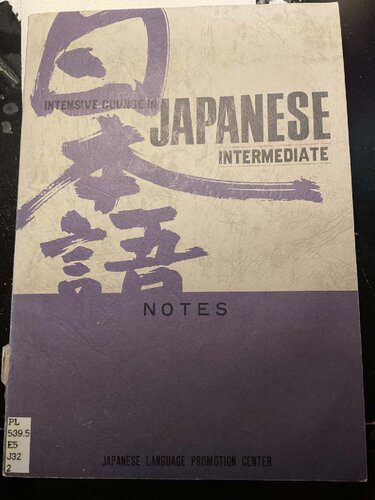 日本語
INTENSIVE COURSE IN
JAPANESE
INTERMEDIATE
NOTES
PL
539.5
E5
J32
2
JAPANESE LANGUAGE PROMOTION CENTER